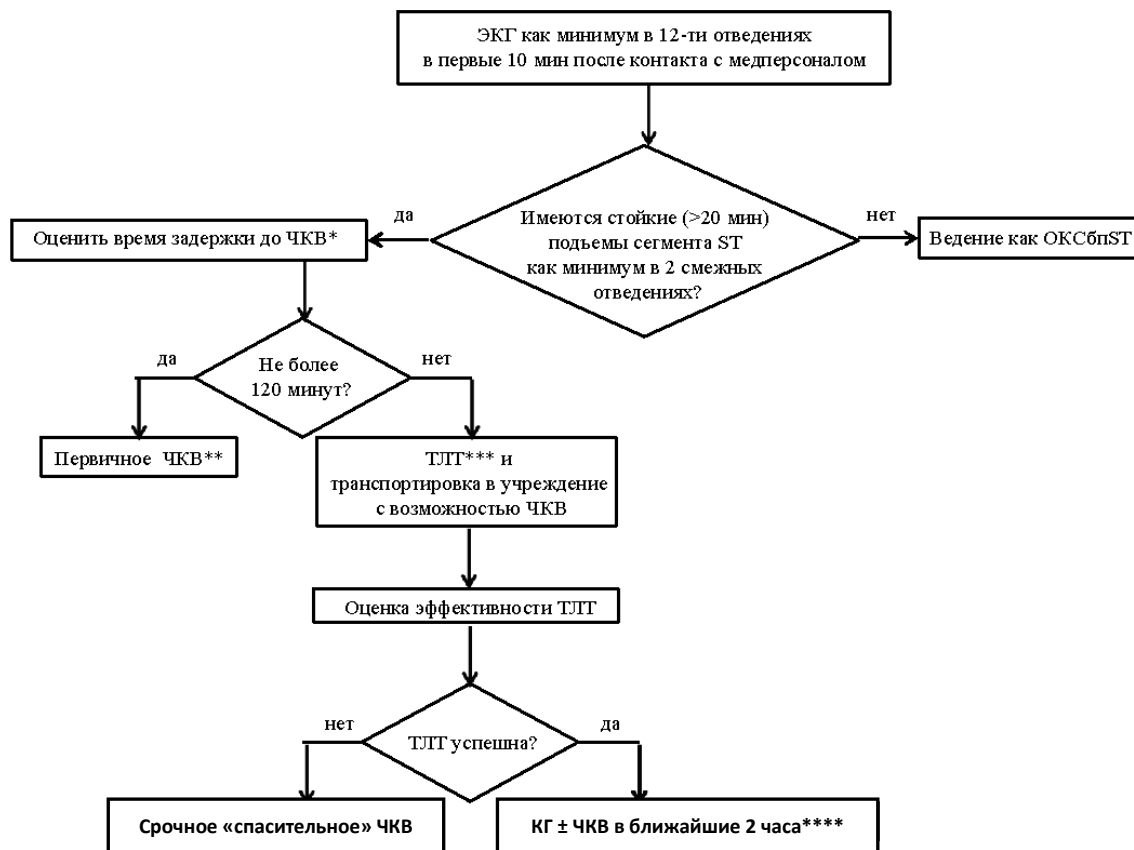 ЭКГ как минимум в 12-ти отведениях
в первые 10 мин после контакта с медперсоналом
Имеются стойкие (>20 мин)
подъемы сегмента ST
как минимум в 2 смежных
отведениях?
да
нет
Оценить время задержки до ЧКВ*
Ведение как ОКСбпST
Не более
120 минут?
да
нет
Первичное ЧКВ**
ТЛТ*** и
транспортировка в учреждение
с возможностью ЧКВ
Оценка эффективности ТЛТ
ТЛТ успешна?
нет
да
Срочное «спасительное» ЧКВ
КГ ± ЧКВ в ближайшие 2 часа****